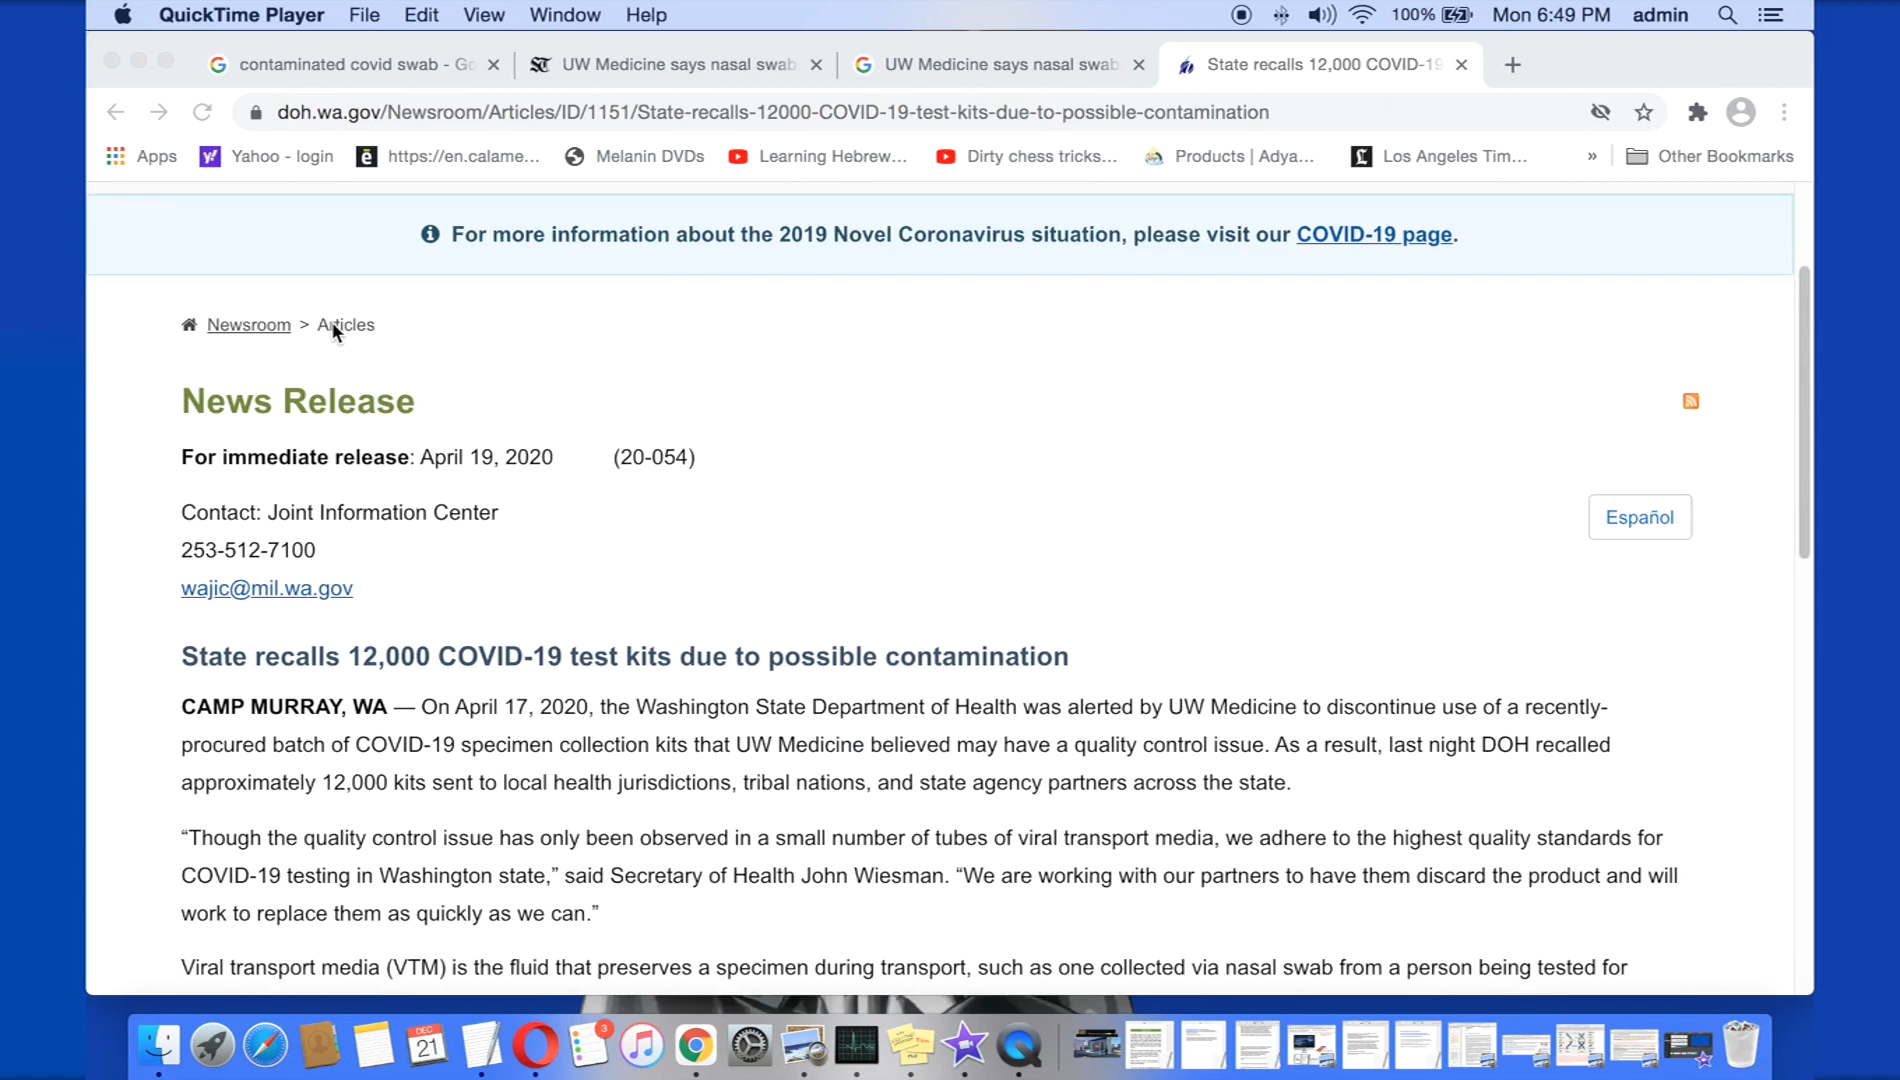 QuickTime Player File Edit View Window Help 100% Mon 6:49 PM admin
contaminated covid swab - Go UW Medicine says nasal swab UW Medicine says nasal swab State recalls 12,000 COVID-19
doh.wa.gov/Newsroom/Articles/ID/1151/State-recalls-12000-COVID-19-test-kits-due-to-possible-contamination
Apps Yahoo - login https://en.calame... Melanin DVDs Learning Hebrew... Dirty chess tricks... Products | Adya... Los Angeles Tim... » Other Bookmarks
For more information about the 2019 Novel Coronavirus situation, please visit our COVID-19 page.
Newsroom > Articles
News Release
For immediate release: April 19, 2020 (20-054)
Contact: Joint Information Center
Español
253-512-7100
wajic@mil.wa.gov
State recalls 12,000 COVID-19 test kits due to possible contamination
CAMP MURRAY, WA — On April 17, 2020, the Washington State Department of Health was alerted by UW Medicine to discontinue use of a recently-
procured batch of COVID-19 specimen collection kits that UW Medicine believed may have a quality control issue. As a result, last night DOH recalled
approximately 12,000 kits sent to local health jurisdictions, tribal nations, and state agency partners across the state.
“Though the quality control issue has only been observed in a small number of tubes of viral transport media, we adhere to the highest quality standards for
COVID-19 testing in Washington state,” said Secretary of Health John Wiesman. “We are working with our partners to have them discard the product and will
work to replace them as quickly as we can.”
Viral transport media (VTM) is the fluid that preserves a specimen during transport, such as one collected via nasal swab from a person being tested for
DEC
21
3